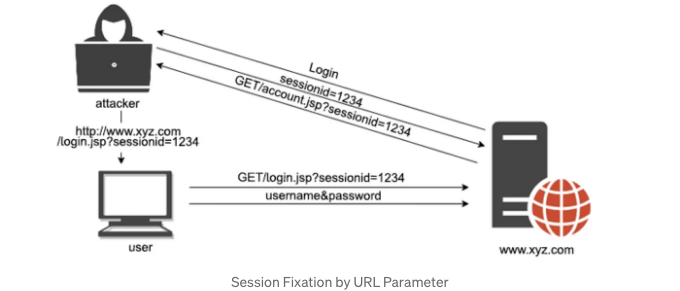 Login
sessionid=1234
GET/account.jsp?sessionid=1234
attacker
http://www.xyz.com
/login.jsp?sessionid=1234
GET/login.jsp?sessionid=1234
username&password
user
www.xyz.com
Session Fixation by URL Parameter